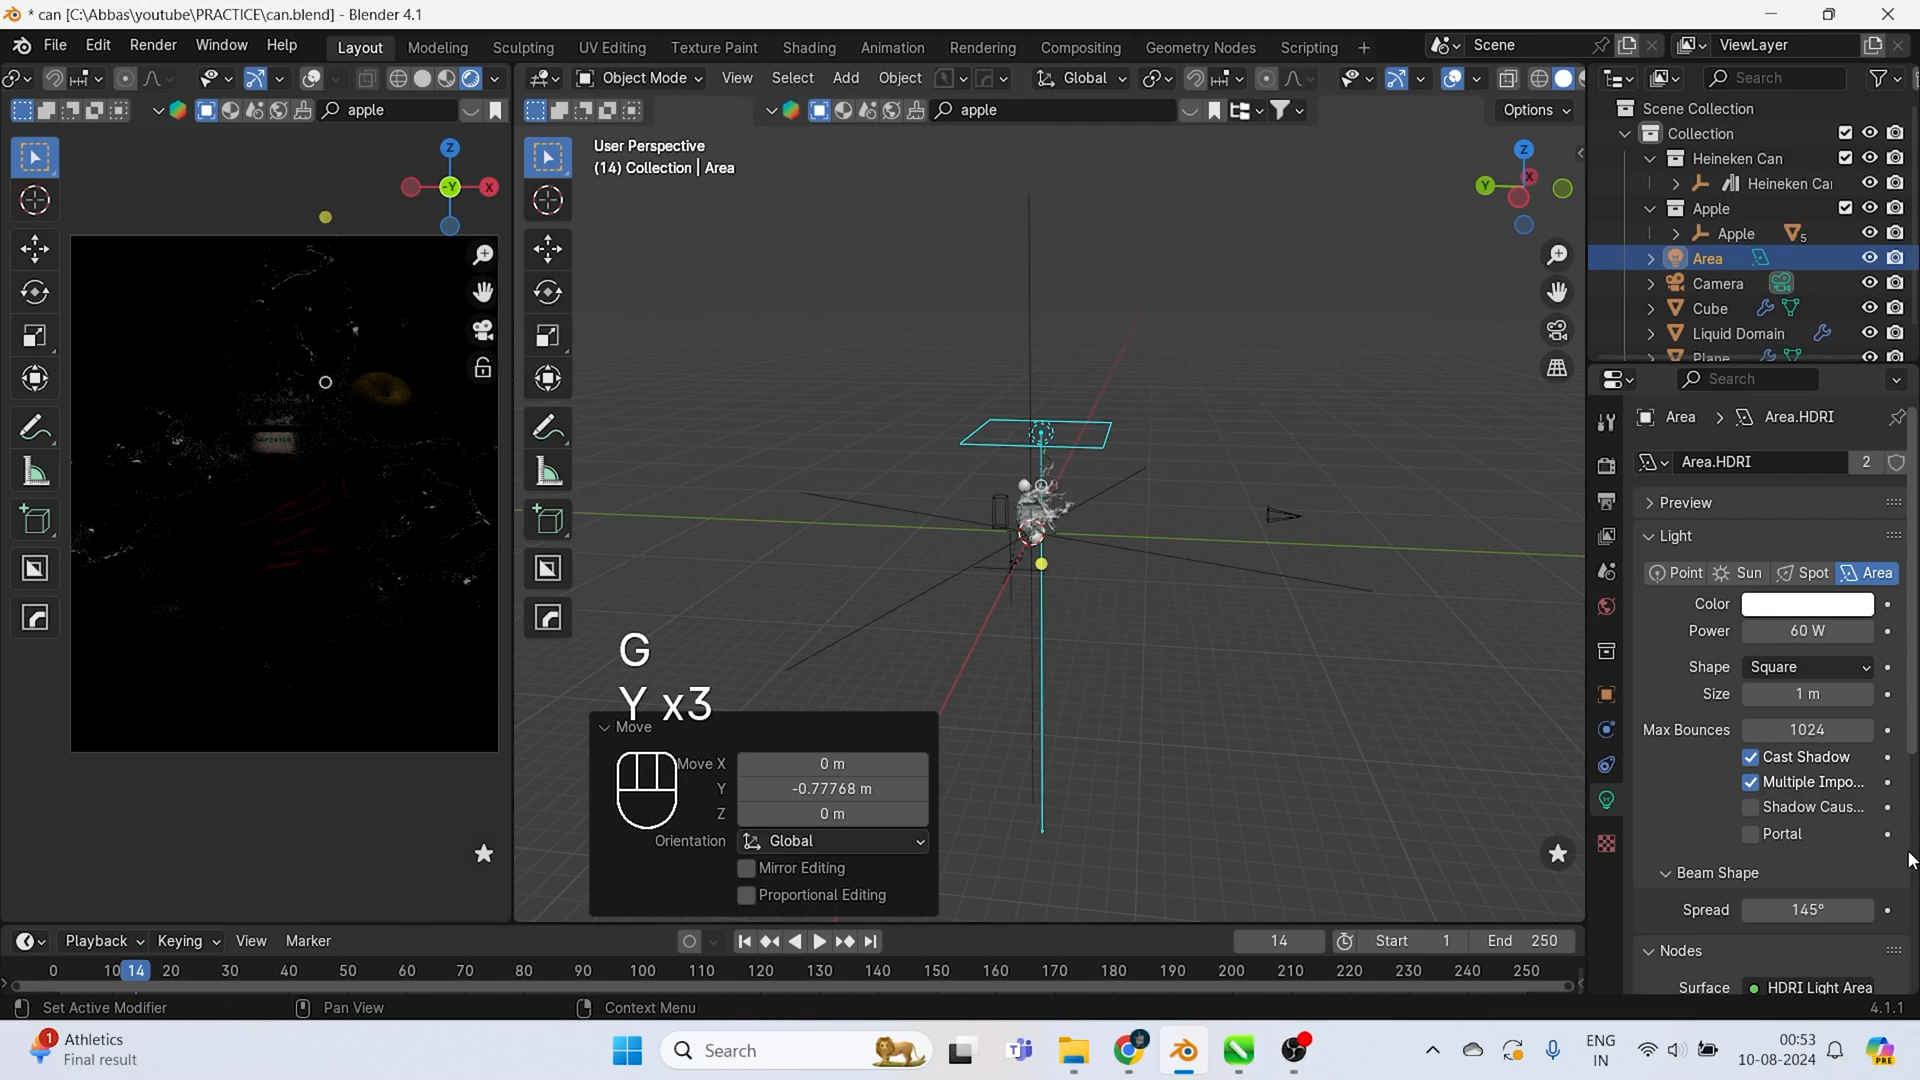 * can [C:\Abbas\youtube\PRACTICE\can.blend] - Blender 4.1
File Edit Render Window Help
Layout Modeling Sculpting UV Editing Texture Paint Shading Animation Rendering Compositing Geometry Nodes Scripting +
Scene
ViewLayer
Object Mode View Select Add Object
Global
Search
apple
apple
Options
User Perspective
(14) Collection | Area
Z
-Y
X
Z
Y
X
Scene Collection
Collection
Heineken Can
Heineken Ca
Apple
Apple 5
Area
Camera
Cube
Liquid Domain
Plane
Search
Area > Area.HDRI
Area.HDRI 2
Preview
Light
Point Sun Spot Area
Color
Power 60 W
Shape Square
Size 1 m
Max Bounces 1024
Cast Shadow
Multiple Impo...
Shadow Caus...
Portal
Beam Shape
Spread 145°
Nodes
Surface HDRI Light Area
G
Y x3
Move
Move X 0 m
Y -0.77768 m
Z 0 m
Orientation Global
Mirror Editing
Proportional Editing
Playback Keying View Marker
14 Start 1 End 250
0 10 14 20 30 40 50 60 70 80 90 100 110 120 130 140 150 160 170 180 190 200 210 220 230 240 250
Set Active Modifier Pan View Context Menu 4.1.1
1 Athletics
Final result
Search
PRE
ENG
IN
00:53
10-08-2024